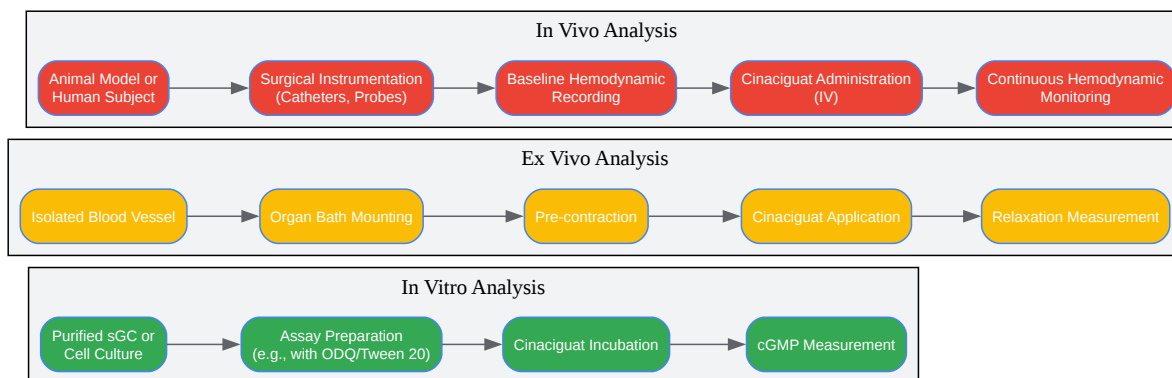 In Vivo Analysis
Animal Model or
Human Subject
Surgical Instrumentation
(Catheters, Probes)
Baseline Hemodynamic
Recording
Cinaciguat Administration
(IV)
Continuous Hemodynamic
Monitoring
Ex Vivo Analysis
Isolated Blood Vessel
Organ Bath Mounting
Pre-contraction
Cinaciguat Application
Relaxation Measurement
In Vitro Analysis
Purified sGC or
Cell Culture
Assay Preparation
(e.g., with ODQ/Tween 20)
Cinaciguat Incubation
cGMP Measurement